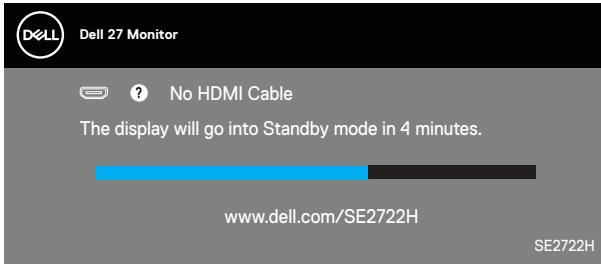 DELL
Dell 27 Monitor
? No HDMI Cable
The display will go into Standby mode in 4 minutes.
www.dell.com/SE2722H
SE2722H